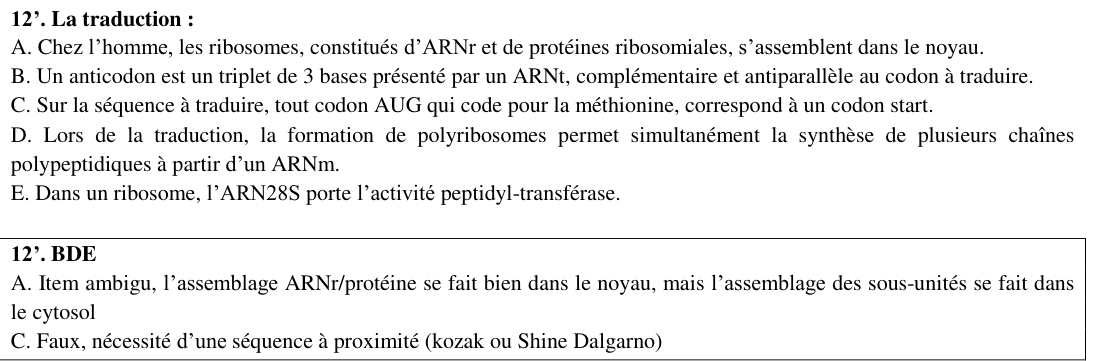 12’. La traduction :
A. Chez l’homme, les ribosomes, constitués d’ARNr et de protéines ribosomiales, s’assemblent dans le noyau.
B. Un anticodon est un triplet de 3 bases présenté par un ARNt, complémentaire et antiparallèle au codon à traduire.
C. Sur la séquence à traduire, tout codon AUG qui code pour la méthionine, correspond à un codon start.
D. Lors de la traduction, la formation de polyribosomes permet simultanément la synthèse de plusieurs chaînes
polypeptidiques à partir d’un ARNm.
E. Dans un ribosome, l’ARN28S porte l’activité peptidyl-transférase.
12’. BDE
A. Item ambigu, l’assemblage ARNr/protéine se fait bien dans le noyau, mais l’assemblage des sous-unités se fait dans
le cytosol
C. Faux, nécessité d’une séquence à proximité (kozak ou Shine Dalgarno)